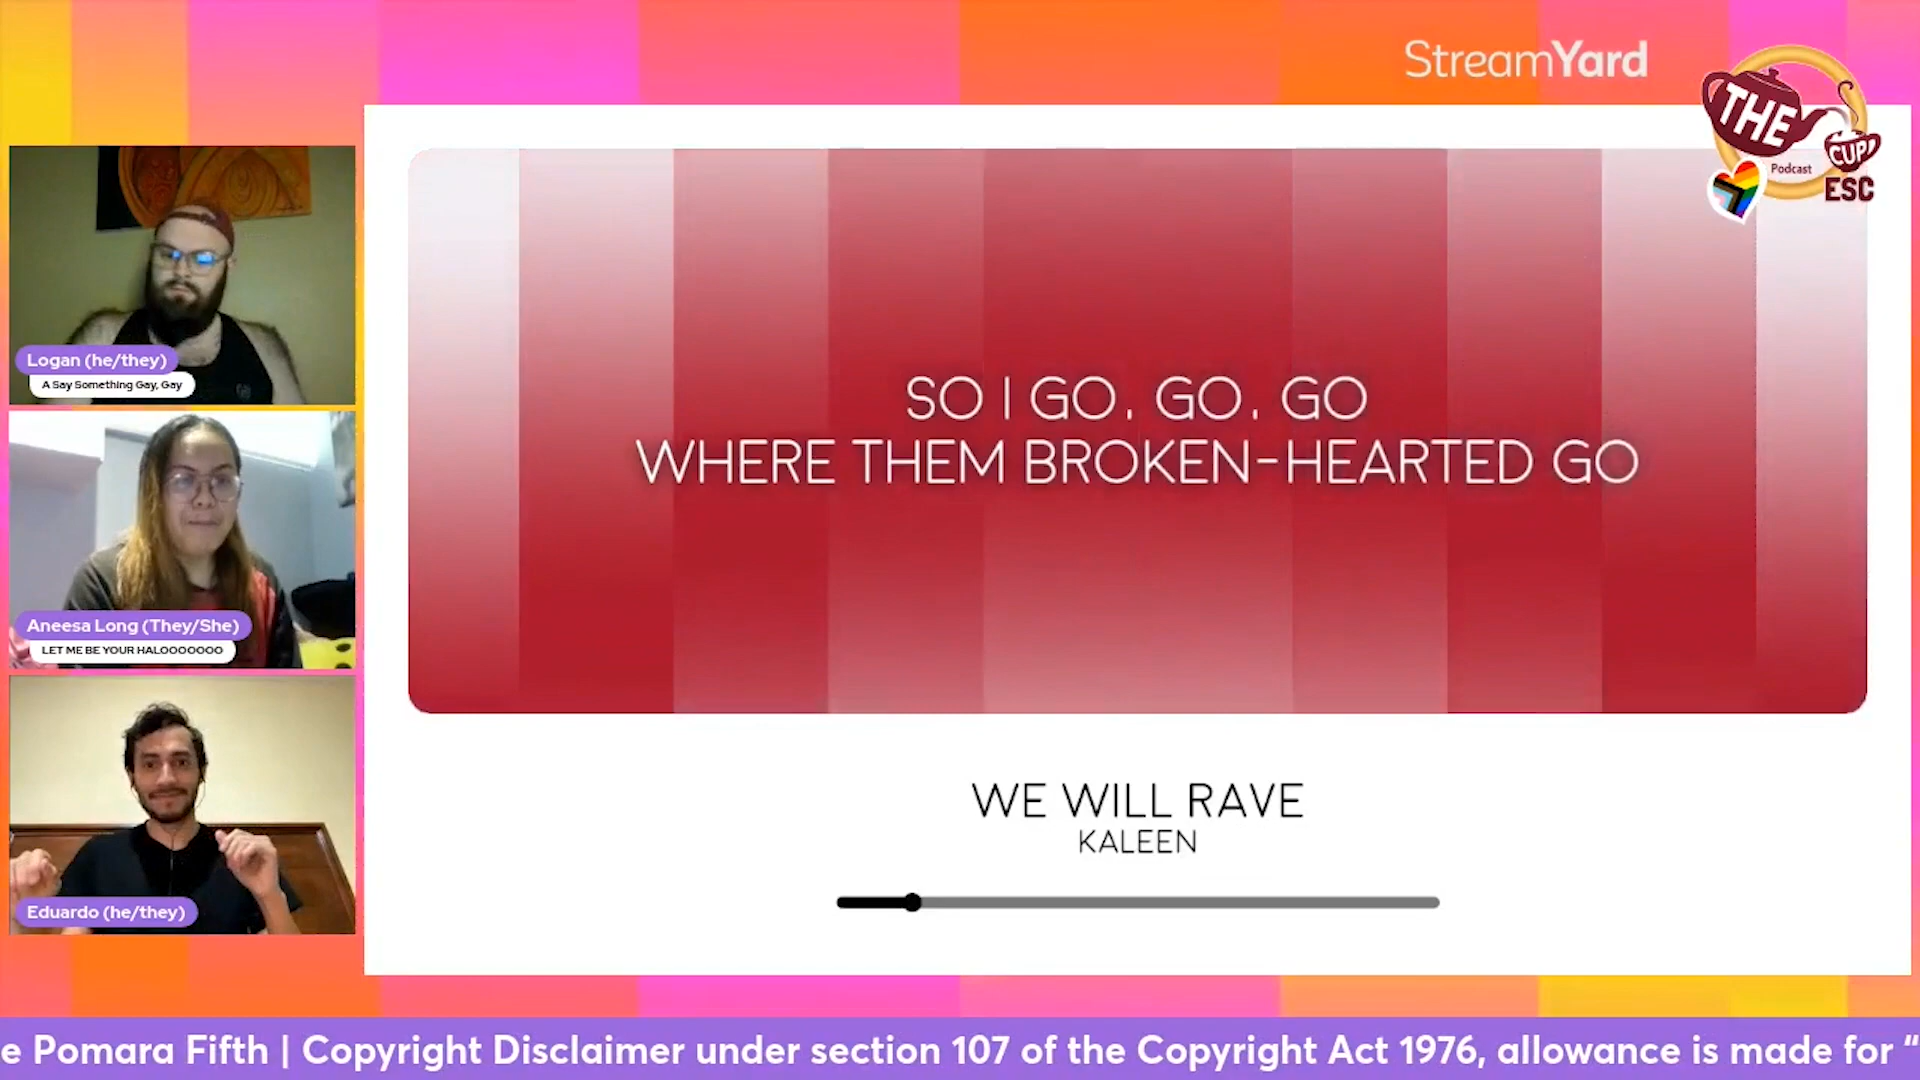 StreamYard
THE
CUP!
Podcast
ESC
Logan (he/they)
A Say Something Gay, Gay
Aneesa Long (They/She)
LET ME BE YOUR HALOOOOOOO
Eduardo (he/they)
SO I GO, GO, GO
WHERE THEM BROKEN-HEARTED GO
WE WILL RAVE
KALEEN
e Pomara Fifth | Copyright Disclaimer under section 107 of the Copyright Act 1976, allowance is made for “